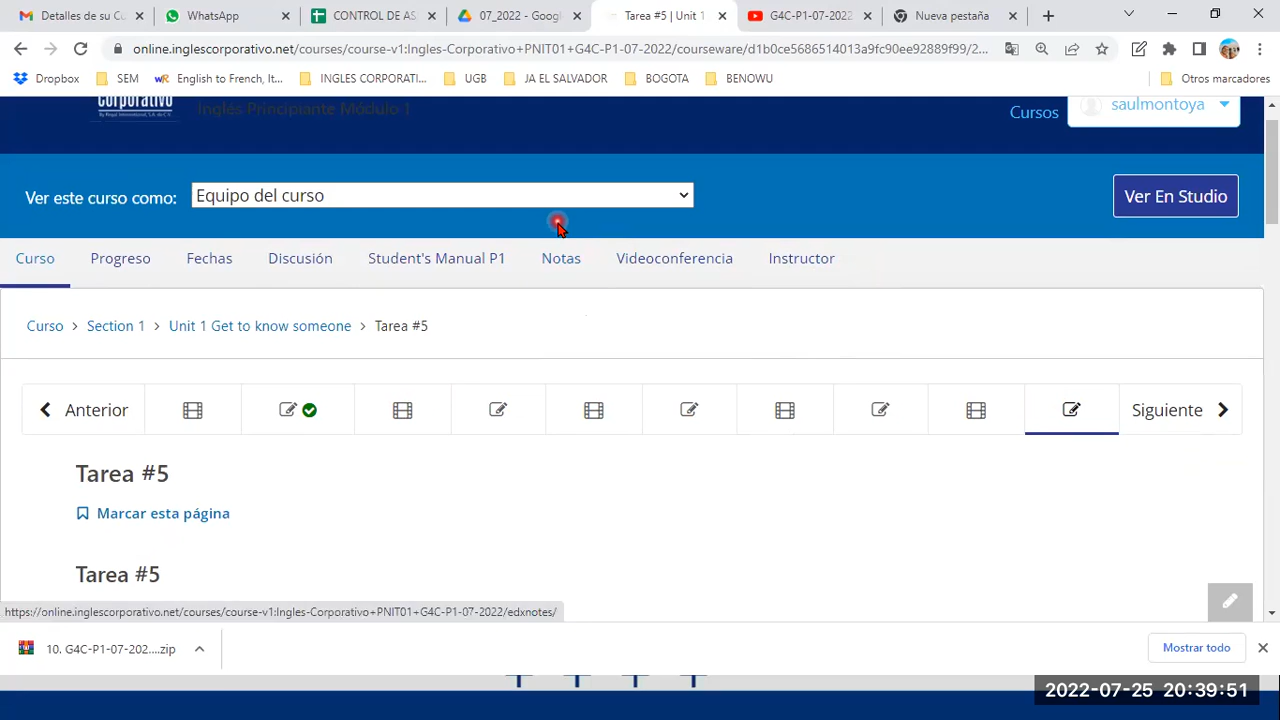 Detalles de su Cu
WhatsApp
CONTROL DE AS
07_2022 - Google
Tarea #5 | Unit 1
G4C-P1-07-2022
Nueva pestaña
online.inglescorporativo.net/courses/course-v1:Ingles-Corporativo+PNIT01+G4C-P1-07-2022/courseware/d1b0ce5686514013a9fc90ee92889f99/2...
Dropbox
SEM
English to French, It...
INGLES CORPORATI...
UGB
JA EL SALVADOR
BOGOTA
BENOWU
Otros marcadores
corporativo
Inglés Principiante Módulo 1
Cursos
saulmontoya
Ver este curso como:
Equipo del curso
Ver En Studio
Curso
Progreso
Fechas
Discusión
Student's Manual P1
Notas
Videoconferencia
Instructor
Curso > Section 1 > Unit 1 Get to know someone > Tarea #5
Anterior
Siguiente
Tarea #5
Marcar esta página
Tarea #5
https://online.inglescorporativo.net/courses/course-v1:Ingles-Corporativo+PNIT01+G4C-P1-07-2022/edxnotes/
10. G4C-P1-07-202....zip
Mostrar todo
2022-07-25 20:39:51